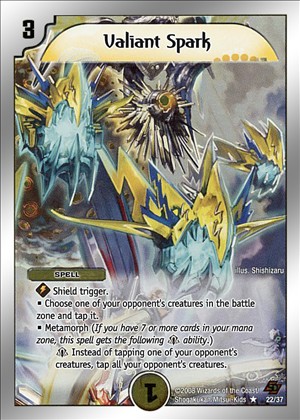 3
Valiant Spark
illus. Shishizaru
SPELL
Shield trigger.
■ Choose one of your opponent's creatures in the battle
zone and tap it.
■ Metamorph (If you have 7 or more cards in your mana
zone, this spell gets the following ability.)
Instead of tapping one of your opponent's
creatures, tap all your opponent's creatures.
1
©2008 Wizards of the Coast/
Shogakukan/Mitsui-Kids ★ 22/37